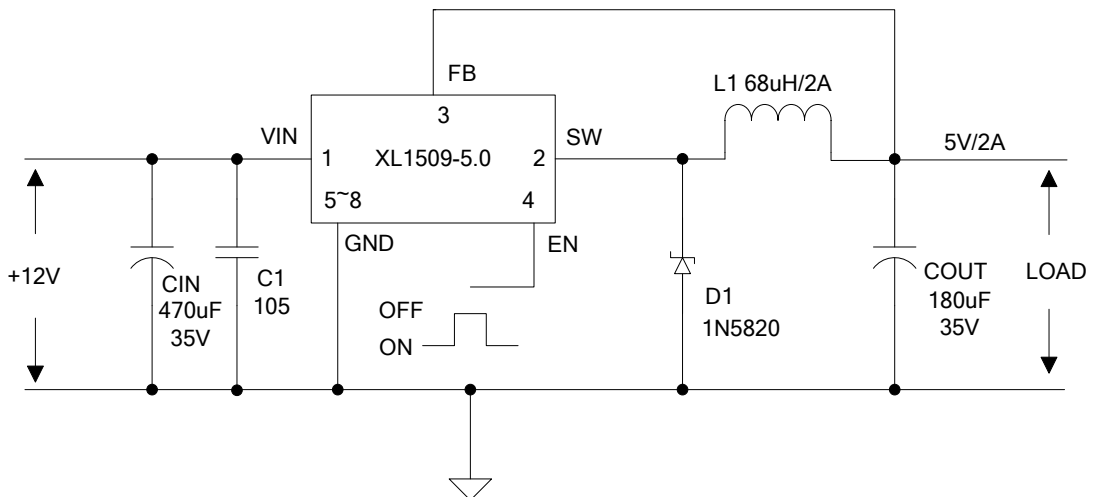 FB
L1 68uH/2A
3
VIN
SW
5V/2A
1
XL1509-5.0
2
5~8
4
GND
EN
+12V
CIN
470uF
35V
C1
105
OFF
ON
D1
1N5820
COUT
180uF
35V
LOAD